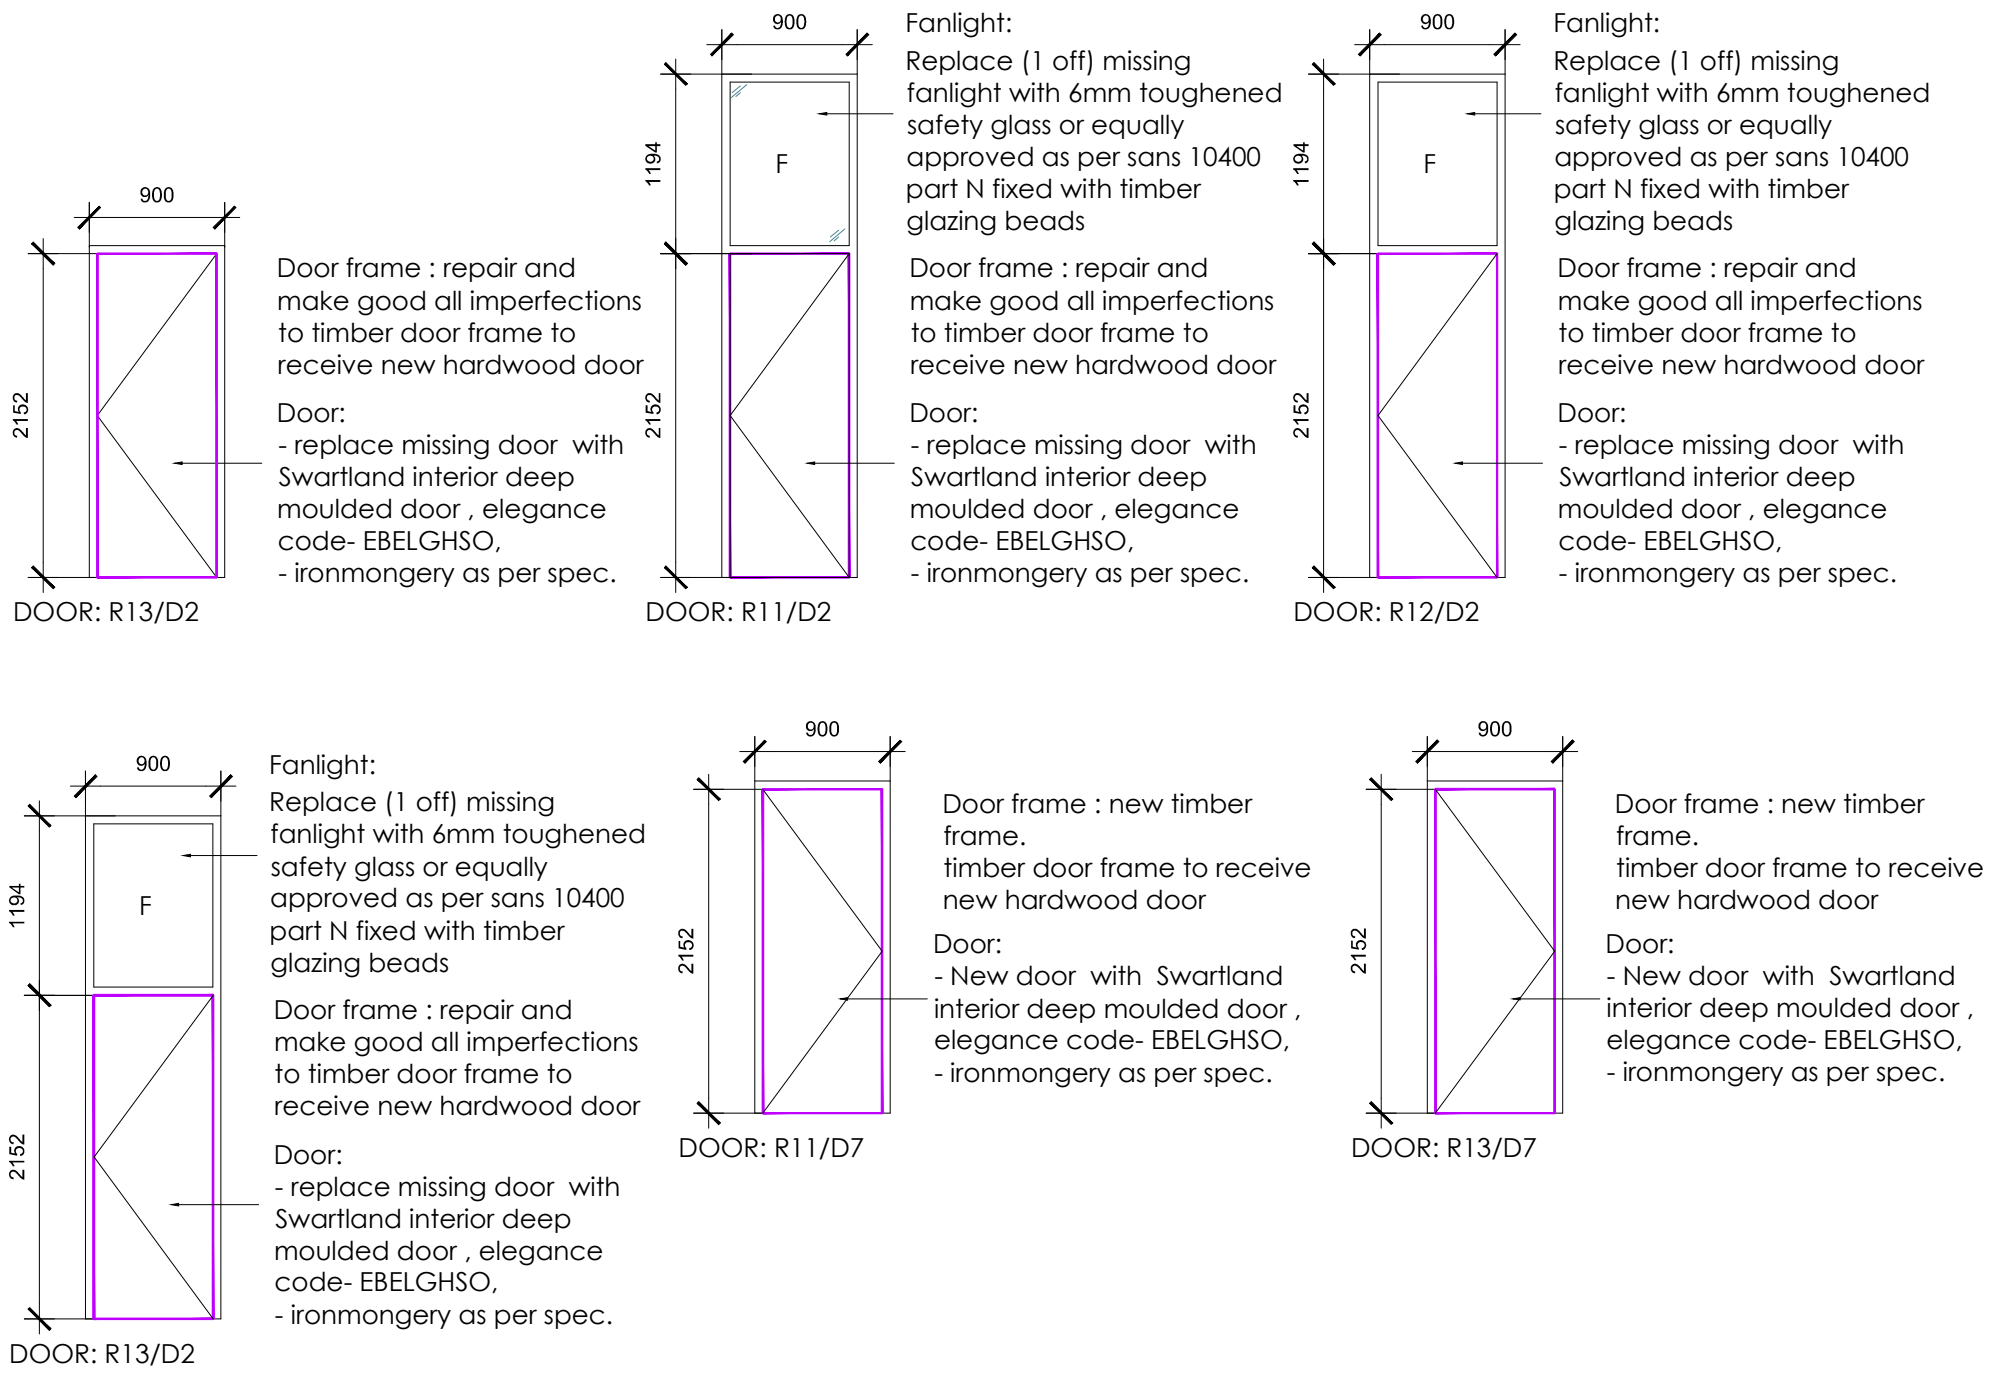 900
2152
Door frame : repair and
make good all imperfections
to timber door frame to
receive new hardwood door
Door:
- replace missing door  with
Swartland interior deep
moulded door , elegance
code- EBELGHSO,
- ironmongery as per spec.
DOOR: R13/D2
900
1194
F
2152
Fanlight:
Replace (1 off) missing
fanlight with 6mm toughened
safety glass or equally
approved as per sans 10400
part N fixed with timber
glazing beads
Door frame : repair and
make good all imperfections
to timber door frame to
receive new hardwood door
Door:
- replace missing door  with
Swartland interior deep
moulded door , elegance
code- EBELGHSO,
- ironmongery as per spec.
DOOR: R11/D2
900
1194
F
2152
Fanlight:
Replace (1 off) missing
fanlight with 6mm toughened
safety glass or equally
approved as per sans 10400
part N fixed with timber
glazing beads
Door frame : repair and
make good all imperfections
to timber door frame to
receive new hardwood door
Door:
- replace missing door  with
Swartland interior deep
moulded door , elegance
code- EBELGHSO,
- ironmongery as per spec.
DOOR: R12/D2
900
1194
F
2152
Fanlight:
Replace (1 off) missing
fanlight with 6mm toughened
safety glass or equally
approved as per sans 10400
part N fixed with timber
glazing beads
Door frame : repair and
make good all imperfections
to timber door frame to
receive new hardwood door
Door:
- replace missing door  with
Swartland interior deep
moulded door , elegance
code- EBELGHSO,
- ironmongery as per spec.
DOOR: R13/D2
900
2152
Door frame : new timber
frame.
timber door frame to receive
new hardwood door
Door:
- New door  with  Swartland
interior deep moulded door ,
elegance code- EBELGHSO,
- ironmongery as per spec.
DOOR: R11/D7
900
2152
Door frame : new timber
frame.
timber door frame to receive
new hardwood door
Door:
- New door  with  Swartland
interior deep moulded door ,
elegance code- EBELGHSO,
- ironmongery as per spec.
DOOR: R13/D7